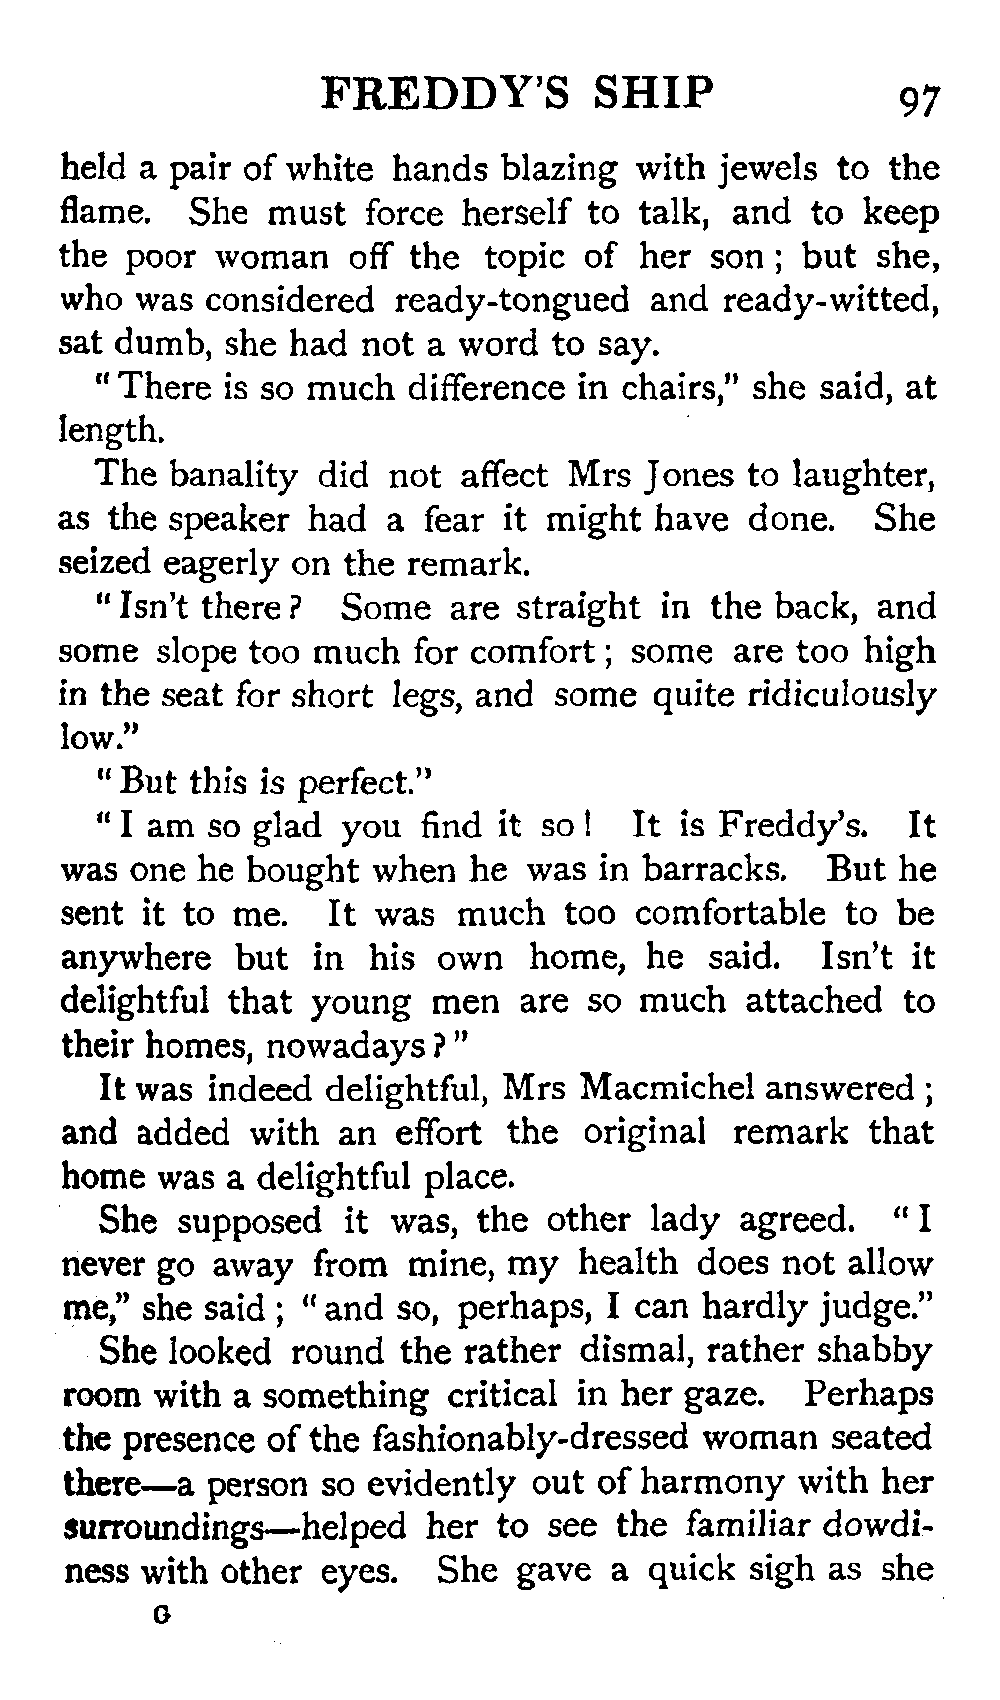 FREDDY'S SHIP 97
held a pair of white hands blazing with jewels to the
flame. She must force herself to talk, and to keep
the poor woman off the topic of her son ; but she,
who was considered ready-tongued and ready-witted,
sat dumb, she had not a word to say.
"There is so much difference in chairs," she said, at
length.
The banality did not affect Mrs Jones to laughter,
as the speaker had a fear it might have done. She
seized eagerly on the remark.
"Isn't there? Some are straight in the back, and
some slope too much for comfort ; some are too high
in the seat for short legs, and some quite ridiculously
low."
"But this is perfect."
"I am so glad you find it so! It is Freddy's. It
was one he bought when he was in barracks. But he
sent it to me. It was much too comfortable to be
anywhere but in his own home, he said. Isn't it
delightful that young men are so much attached to
their homes, nowadays?"
It was indeed delightful, Mrs Macmichel answered ;
and added with an effort the original remark that
home was a delightful place.
She supposed it was, the other lady agreed. "I
never go away from mine, my health does not allow
me," she said ; "and so, perhaps, I can hardly judge."
She looked round the rather dismal, rather shabby
room with a something critical in her gaze. Perhaps
the presence of the fashionably-dressed woman seated
there—a person so evidently out of harmony with her
surroundings—helped her to see the familiar dowdi-
ness with other eyes. She gave a quick sigh as she
G